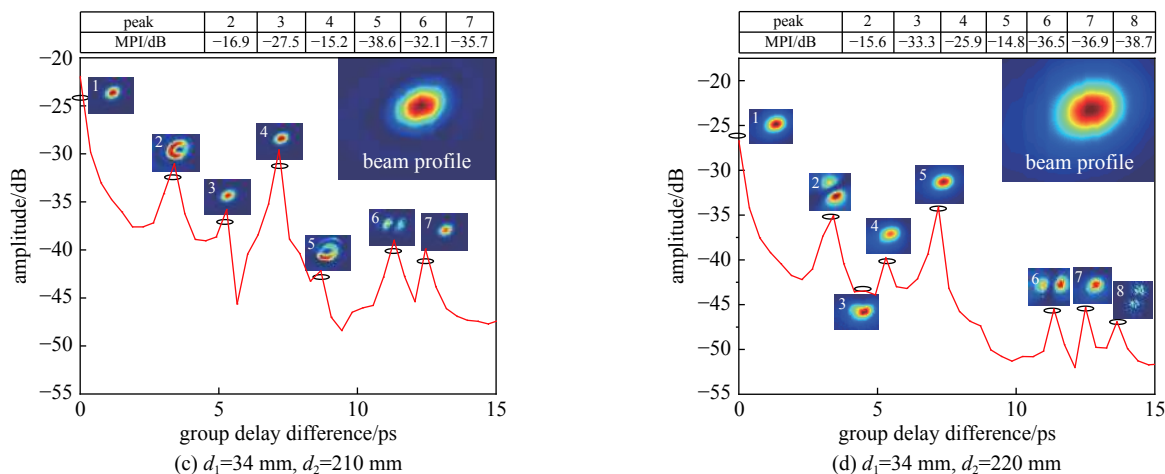 peak 2 3 4 5 6 7
MPI/dB −16.9 −27.5 −15.2 −38.6 −32.1 −35.7
−20
−25
−30
−35
−40
−45
−50
−55
amplitude/dB
1
2
3
4
5
6
7
beam profile
0 5 10 15
group delay difference/ps
(c) d₁=34 mm, d₂=210 mm
peak 2 3 4 5 6 7 8
MPI/dB −15.6 −33.3 −25.9 −14.8 −36.5 −36.9 −38.7
−20
−25
−30
−35
−40
−45
−50
−55
amplitude/dB
1
2
3
4
5
6
7
8
beam profile
0 5 10 15
group delay difference/ps
(d) d₁=34 mm, d₂=220 mm